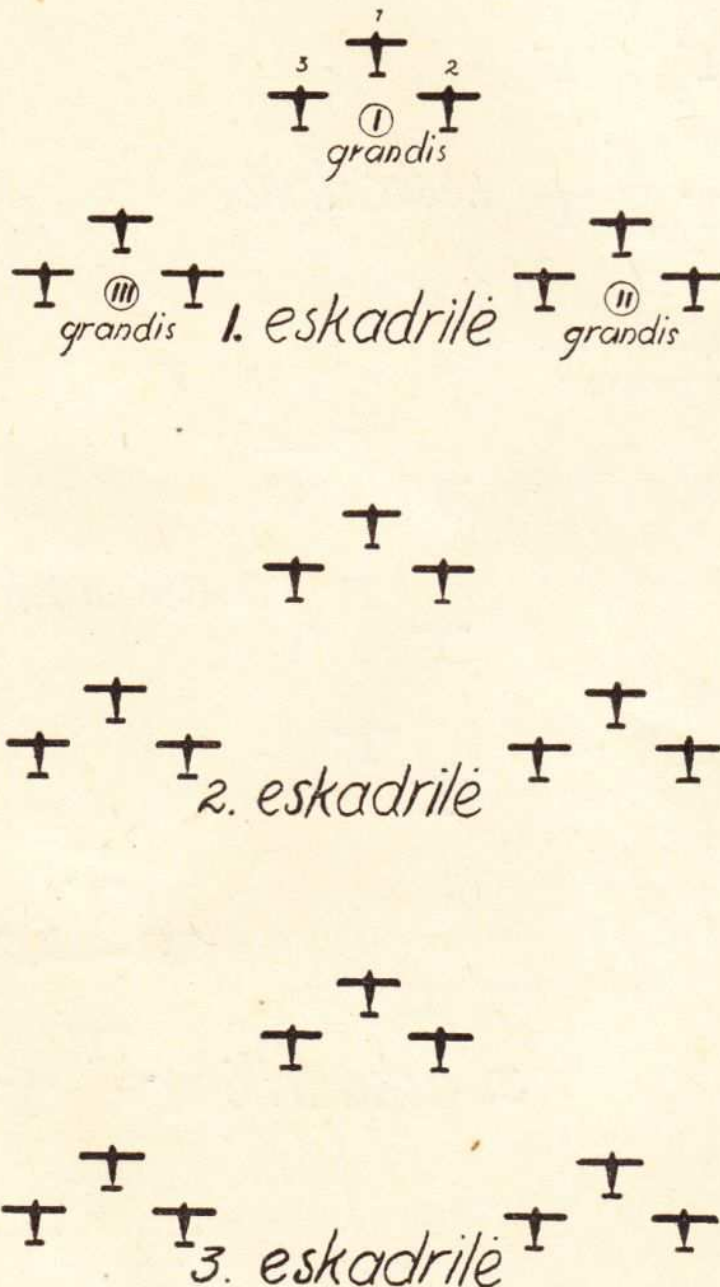 1
3 2
I
grandis
III
grandis
1. eskadrilė
II
grandis
2. eskadrilė
3. eskadrilė